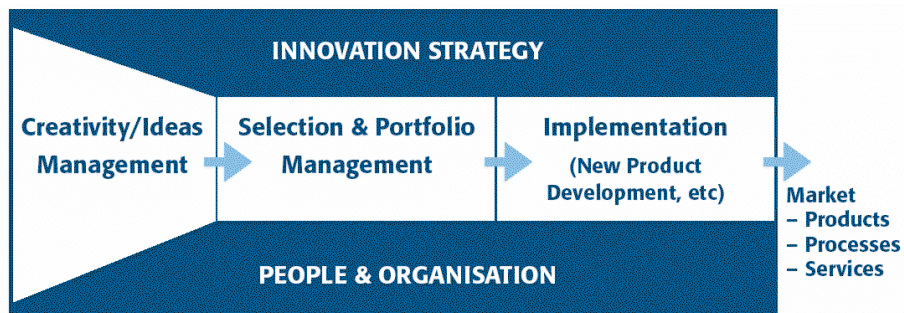 INNOVATION STRATEGY
Creativity/Ideas
Management
Selection & Portfolio
Management
Implementation
(New Product
Development, etc)
Market
– Products
– Processes
– Services
PEOPLE & ORGANISATION